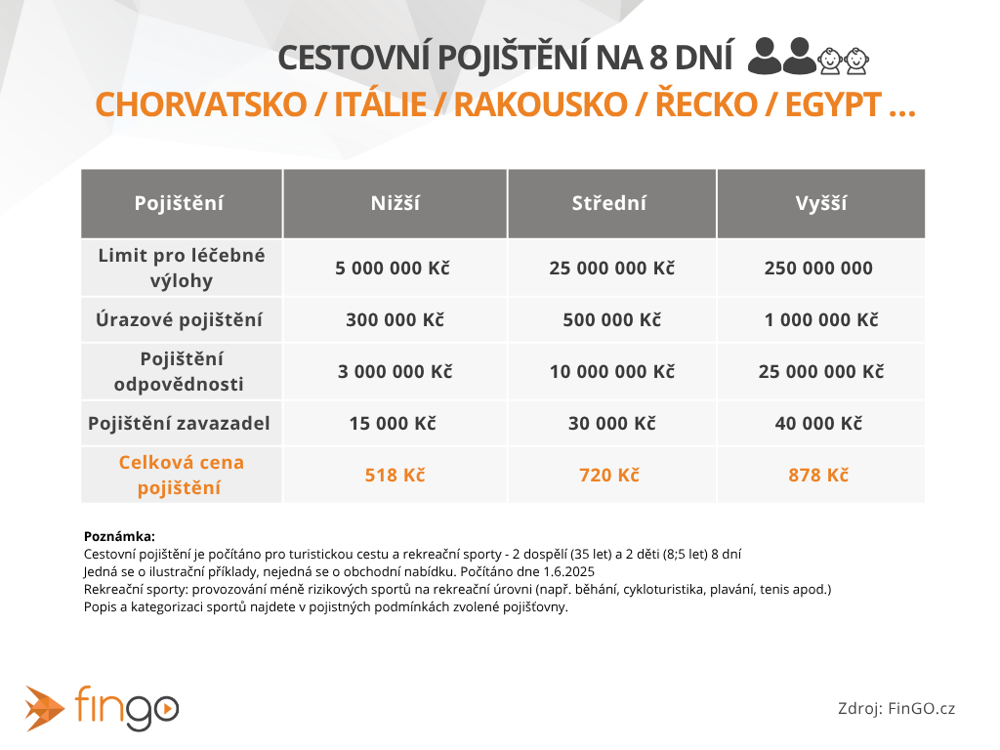 CESTOVNÍ POJIŠTĚNÍ NA 8 DNÍ
CHORVATSKO / ITÁLIE / RAKOUSKO / ŘECKO / EGYPT ...
Pojištění Nižší Střední Vyšší
Limit pro léčebné
výlohy
5 000 000 Kč 25 000 000 Kč 250 000 000
Úrazové pojištění 300 000 Kč 500 000 Kč 1 000 000 Kč
Pojištění
odpovědnosti
3 000 000 Kč 10 000 000 Kč 25 000 000 Kč
Pojištění zavazadel 15 000 Kč 30 000 Kč 40 000 Kč
Celková cena
pojištění
518 Kč 720 Kč 878 Kč
Poznámka:
Cestovní pojištění je počítáno pro turistickou cestu a rekreační sporty - 2 dospělí (35 let) a 2 děti (8;5 let) 8 dní
Jedná se o ilustrační příklady, nejedná se o obchodní nabídku. Počítáno dne 1.6.2025
Rekreační sporty: provozování méně rizikových sportů na rekreační úrovni (např. běhání, cykloturistika, plavání, tenis apod.)
Popis a kategorizaci sportů najdete v pojistných podmínkách zvolené pojišťovny.
fingo
Zdroj: FinGO.cz